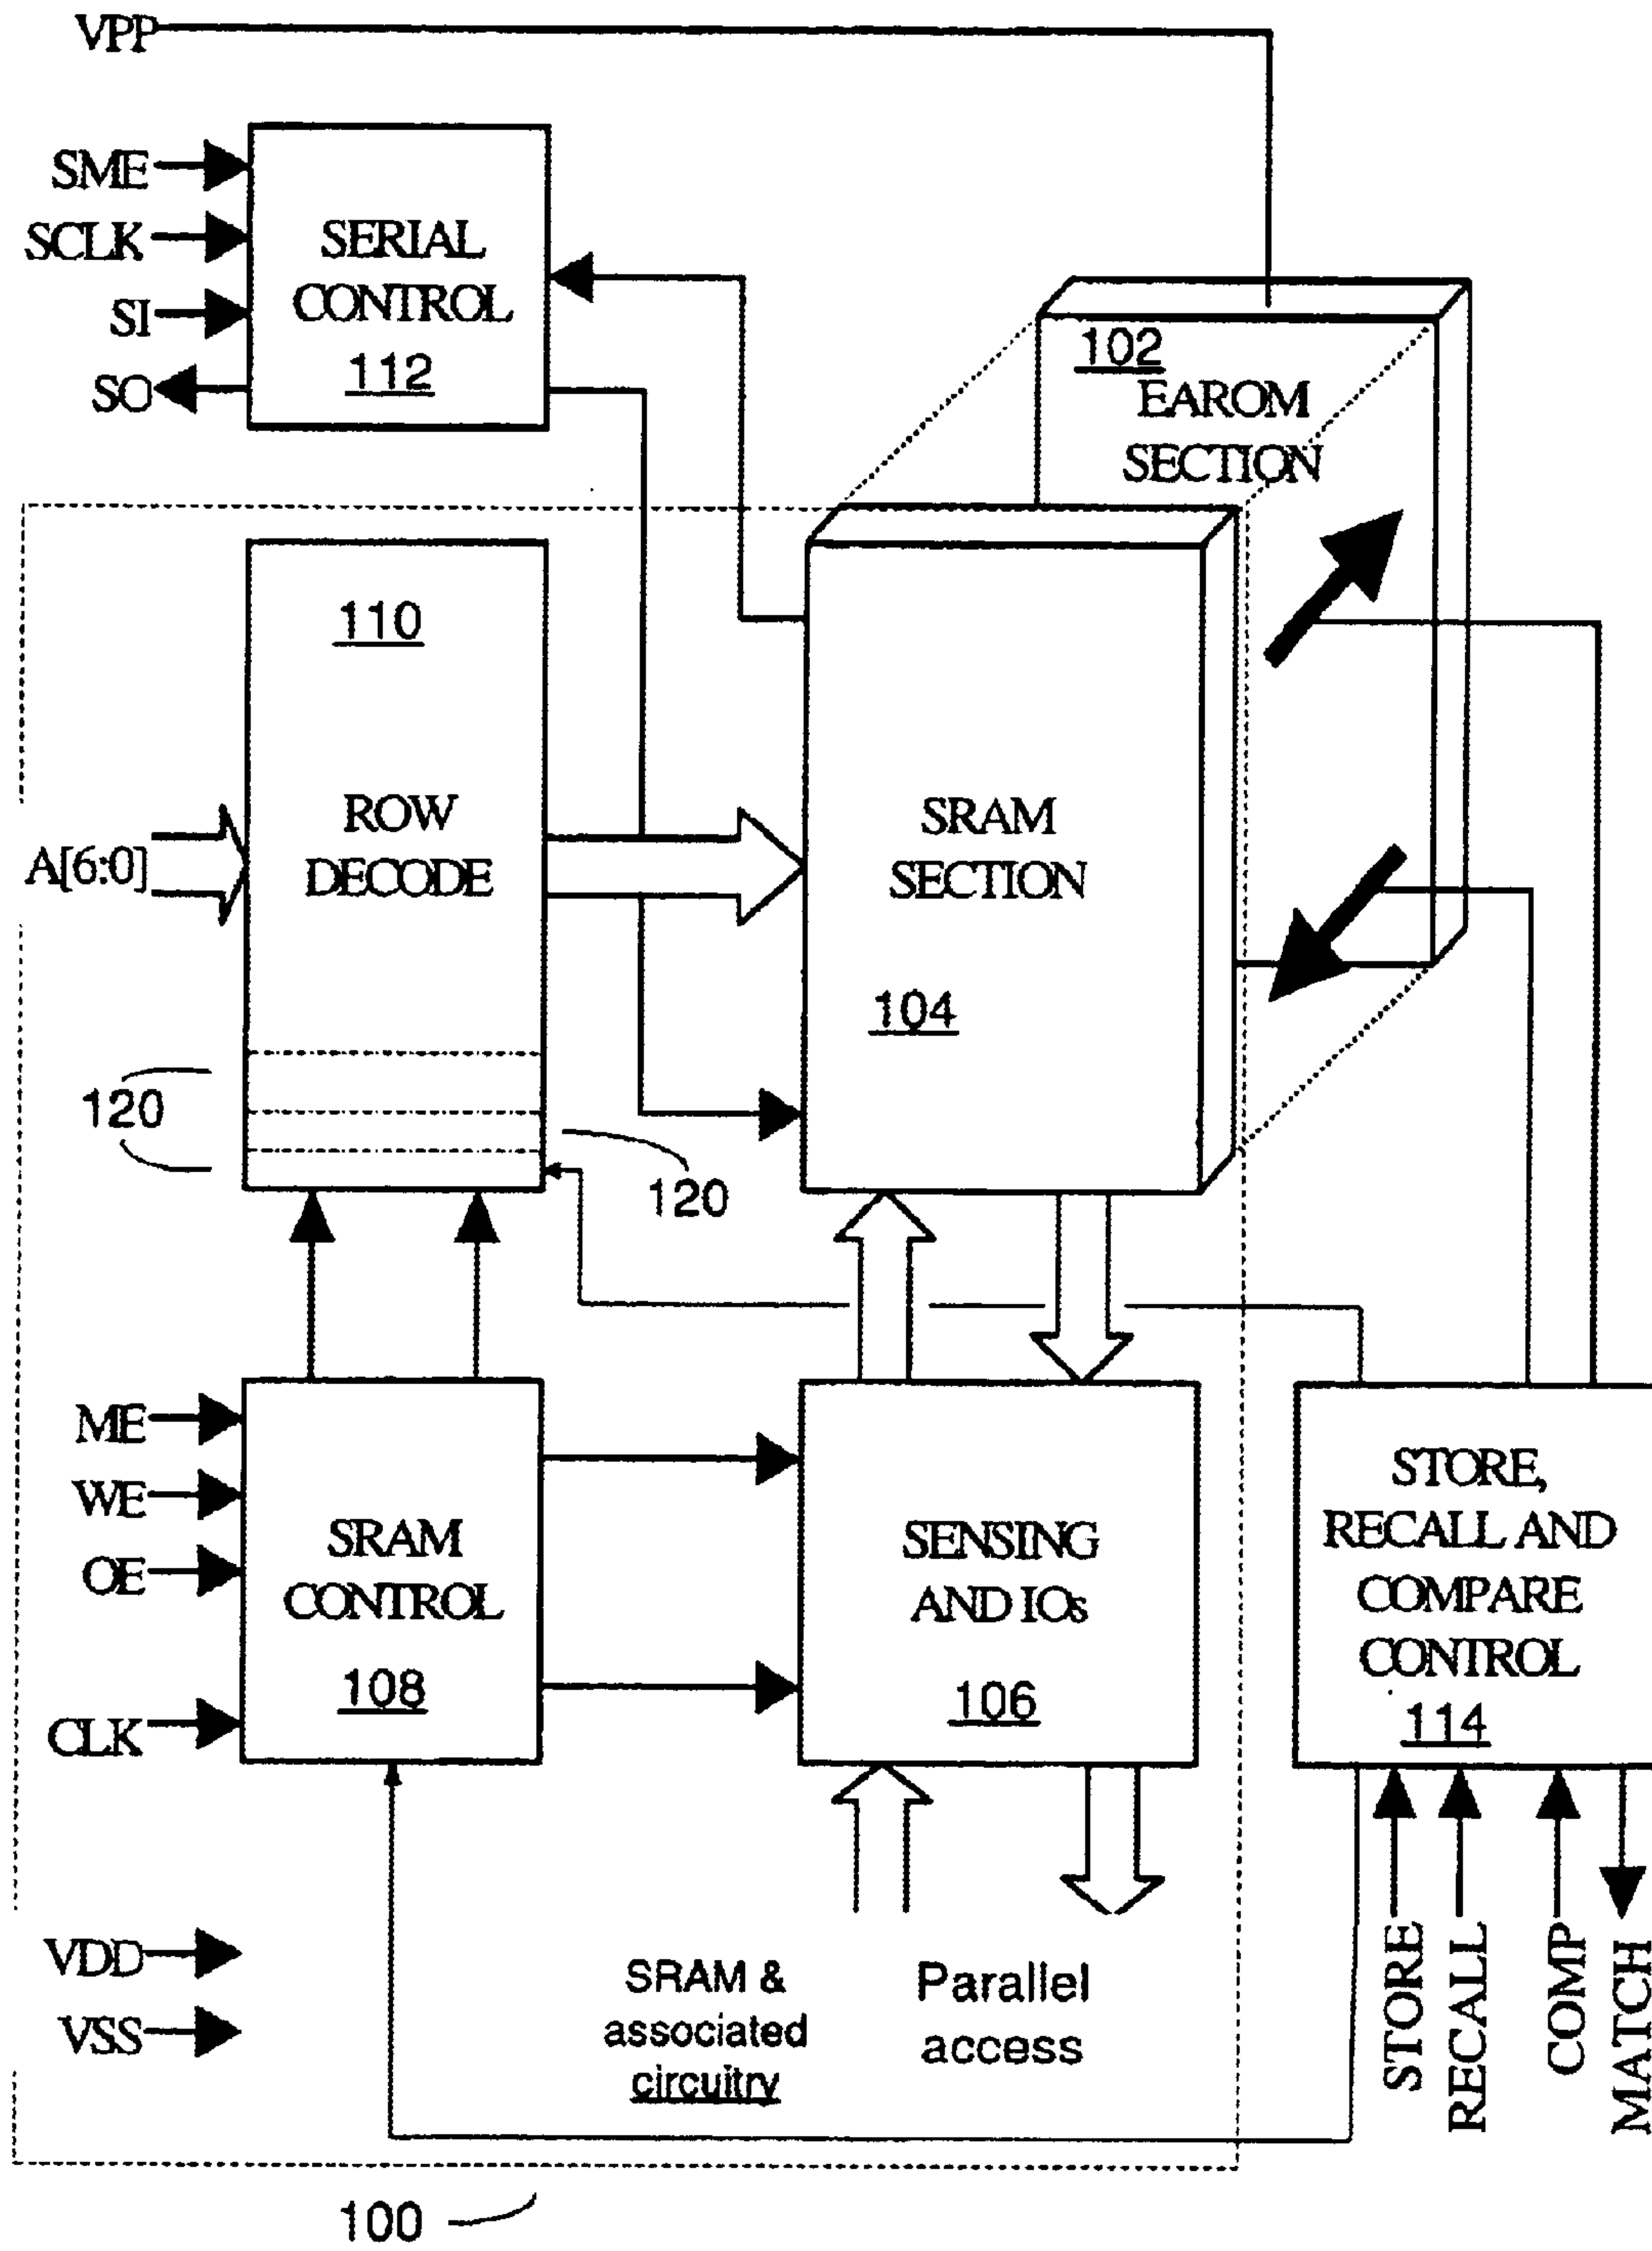 VPP
SME
SCLK
SI
SO
SERIAL
CONTROL
112
102
EAROM
SECTION
110
ROW
DECODE
A[6:0]
SRAM
SECTION
104
120
120
ME
WE
OE
CLK
SRAM
CONTROL
108
SENSING
AND IOs
106
STORE,
RECALL AND
COMPARE
CONTROL
114
VDD
VSS
SRAM &
associated
circuitry
Parallel
access
STORE
RECALL
COMP
MATCH
100